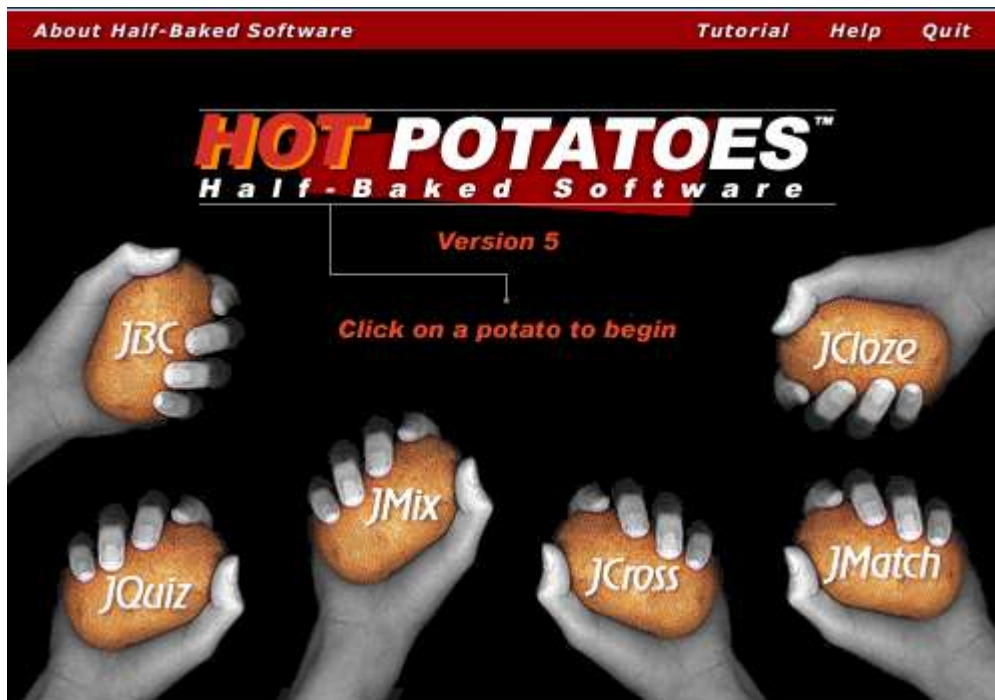 About Half-Baked Software Tutorial Help Quit
HOT POTATOES™
Half-Baked Software
Version 5
Click on a potato to begin
JBC
JCloze
JMix
JQuiz
JCross
JMatch